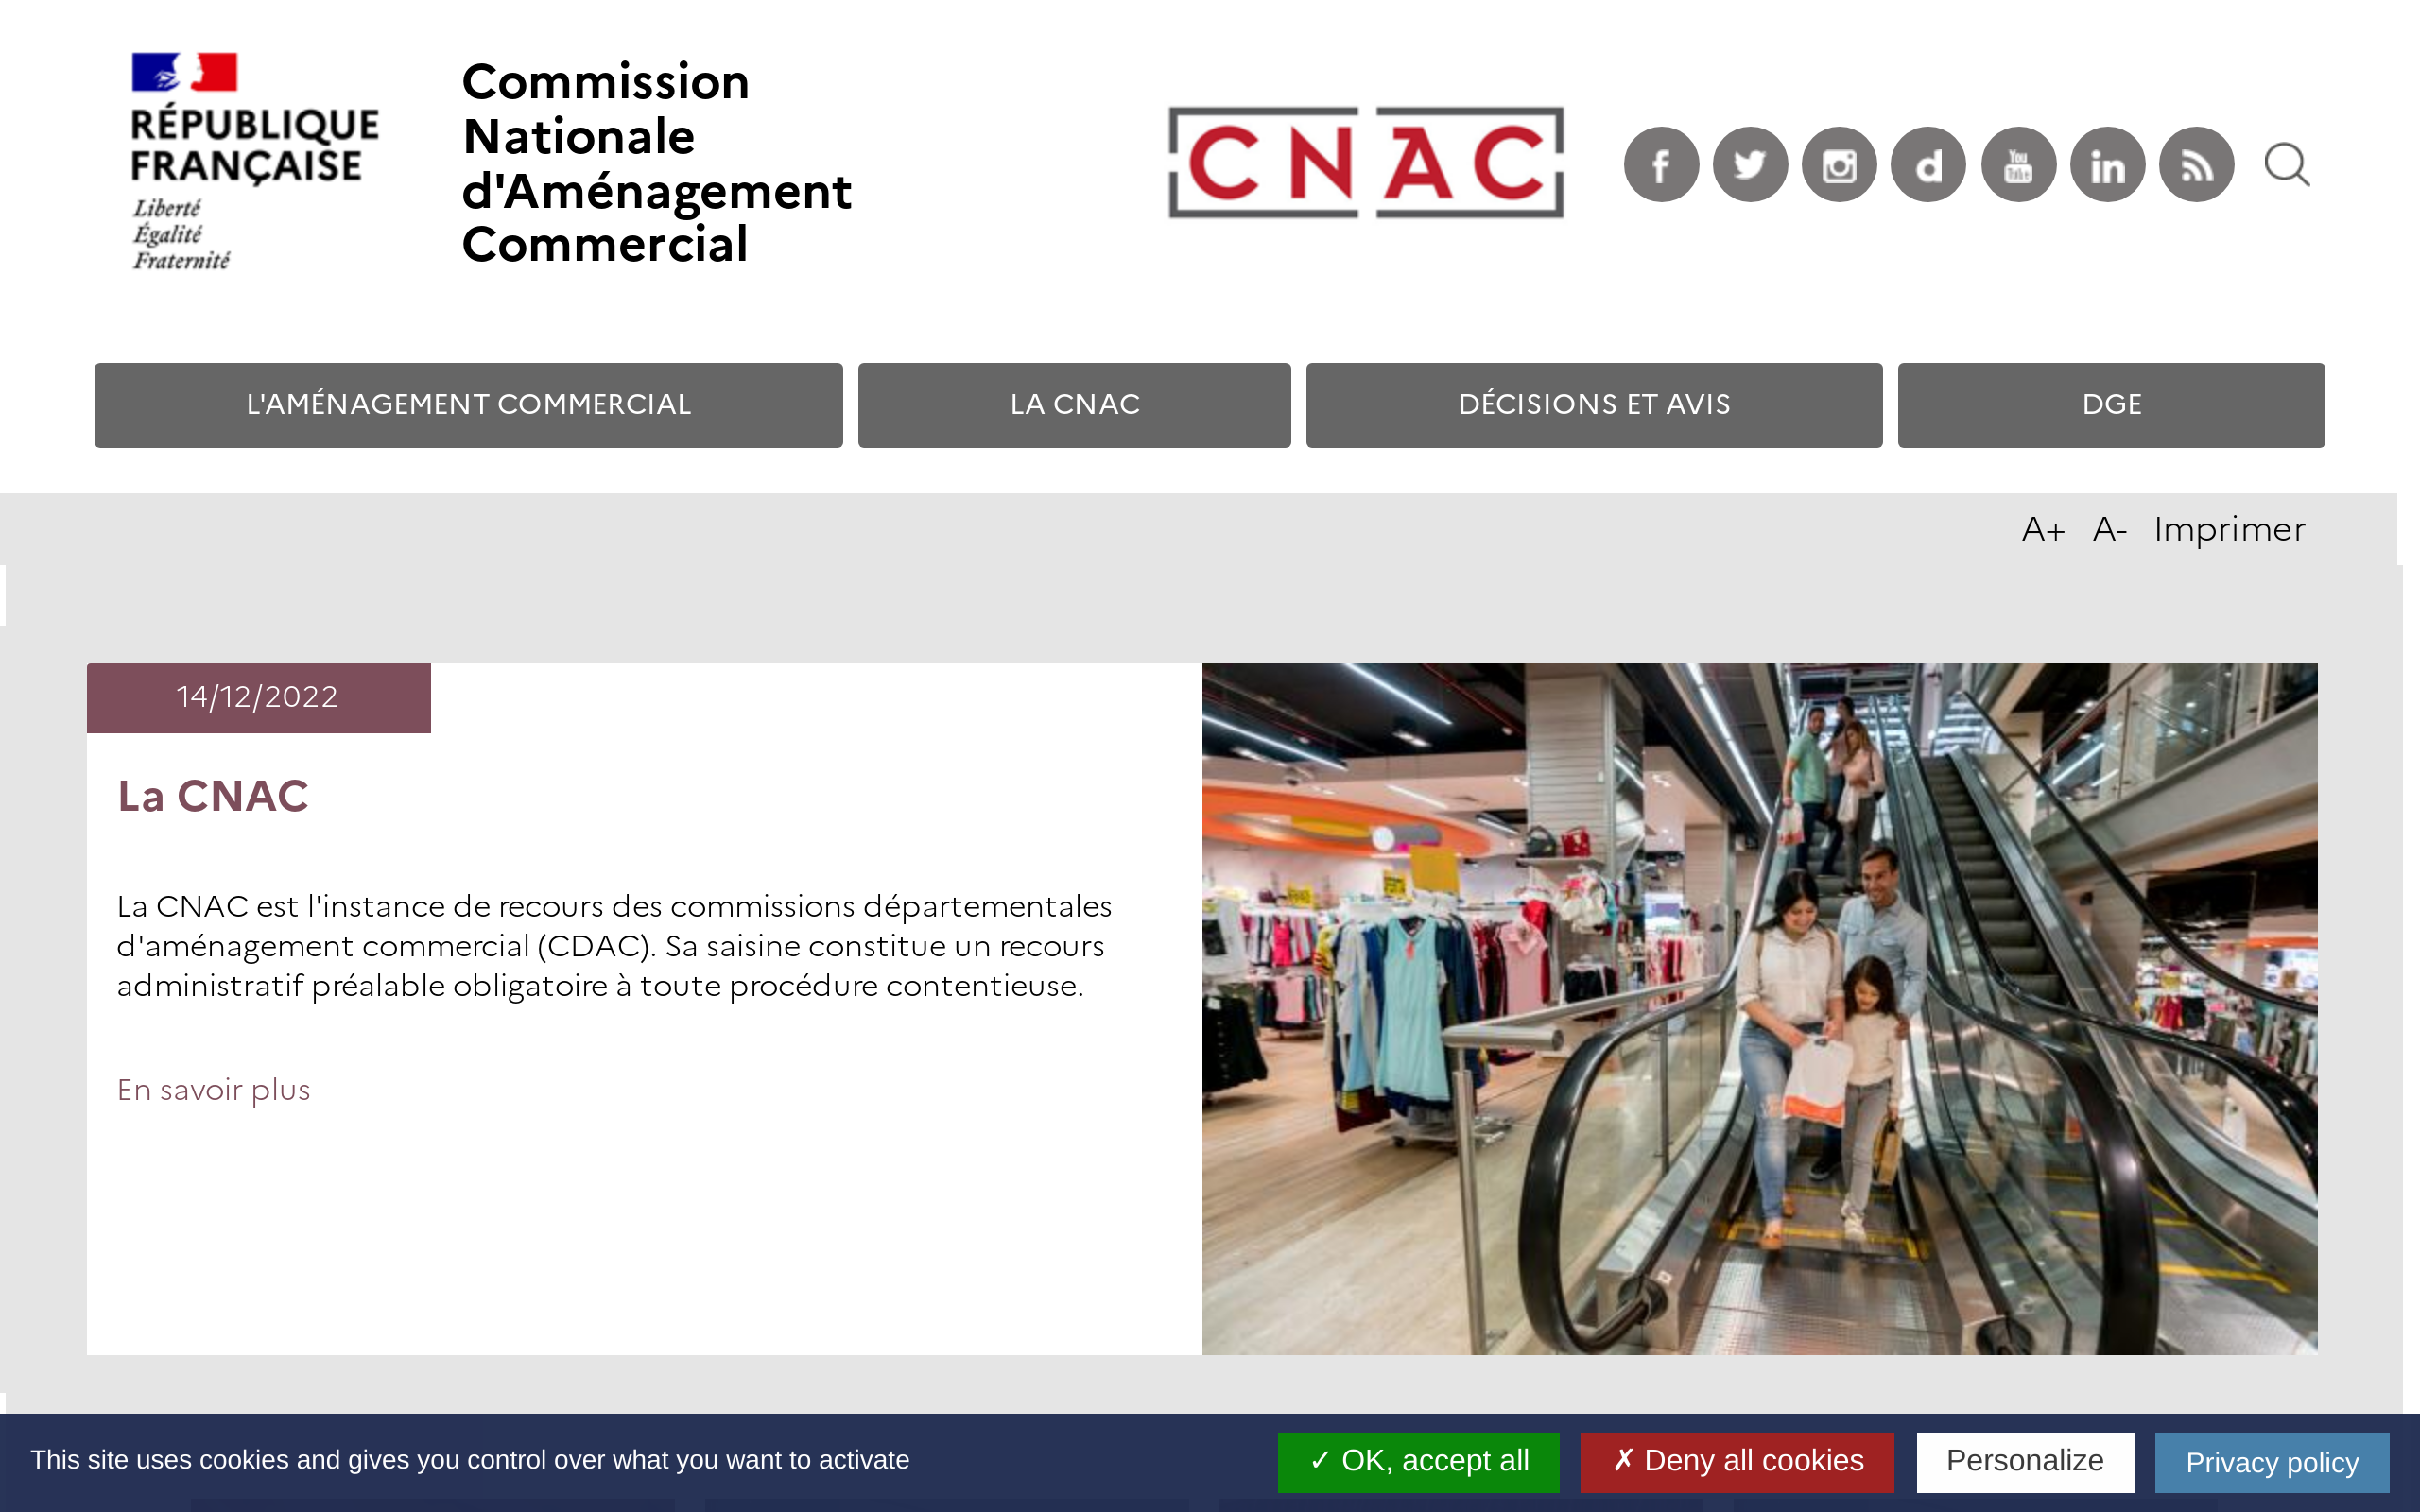 RÉPUBLIQUE
FRANÇAISE
Liberté
Égalité
Fraternité
Commission
Nationale
d'Aménagement
Commercial
CNAC
L'AMÉNAGEMENT COMMERCIAL
LA CNAC
DÉCISIONS ET AVIS
DGE
A+ A- Imprimer
14/12/2022
La CNAC
La CNAC est l'instance de recours des commissions départementales
d'aménagement commercial (CDAC). Sa saisine constitue un recours
administratif préalable obligatoire à toute procédure contentieuse.
En savoir plus
This site uses cookies and gives you control over what you want to activate
✓ OK, accept all
✗ Deny all cookies
Personalize
Privacy policy